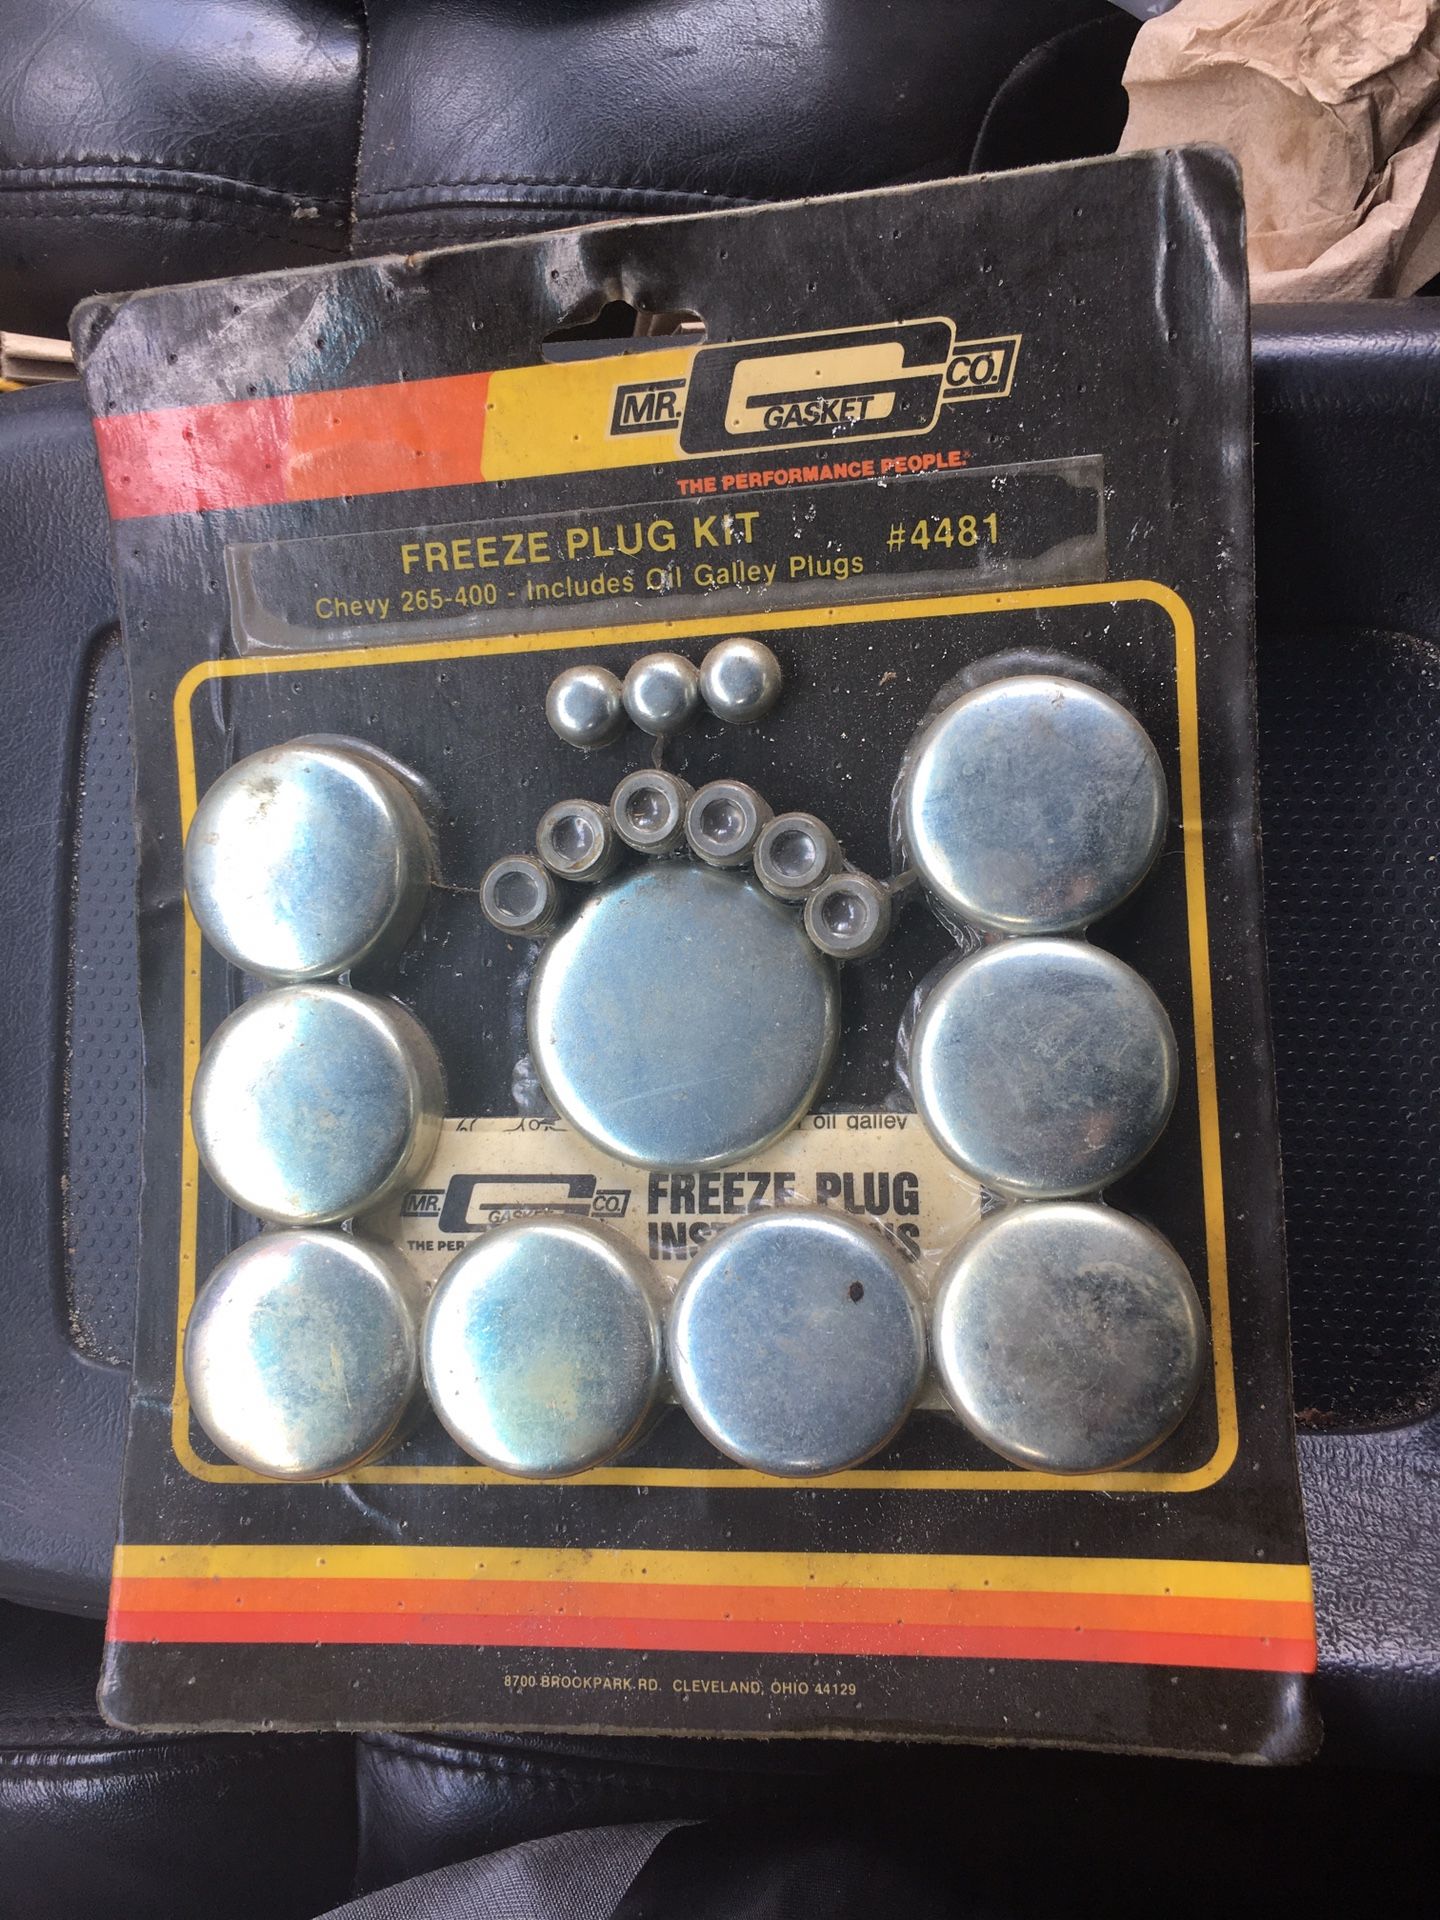 MR. GASKET CO.
THE PERFORMANCE PEOPLE.
FREEZE PLUG KIT #4481
Chevy 265-400 - Includes Oil Galley Plugs
oil galley
MR. GASKET CO. FREEZE PLUG
THE
8700 BROOKPARK RD. CLEVELAND, OHIO 44129